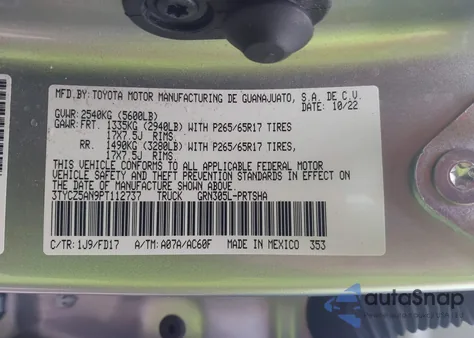 MFD.BY: TOYOTA MOTOR MANUFACTURING DE GUANAJUATO, S.A. DE C.V.
DATE: 10/22
GVWR: 2540KG (5600LB)
GAWR: FRT. 1335KG (2940LB) WITH P265/65R17 TIRES
17X7.5J RIMS.
RR. 1490KG (3280LB) WITH P265/65R17 TIRES,
17X7.5J RIMS.
THIS VEHICLE CONFORMS TO ALL APPLICABLE FEDERAL MOTOR
VEHICLE SAFETY AND THEFT PREVENTION STANDARDS IN EFFECT ON
THE DATE OF MANUFACTURE SHOWN ABOVE.
3TYCZ5AN9PT112737 TRUCK GRN305L-PRTSHA
C/TR: 1J9/FD17 A/TM: A07A/AC60F MADE IN MEXICO 353
autoSnap